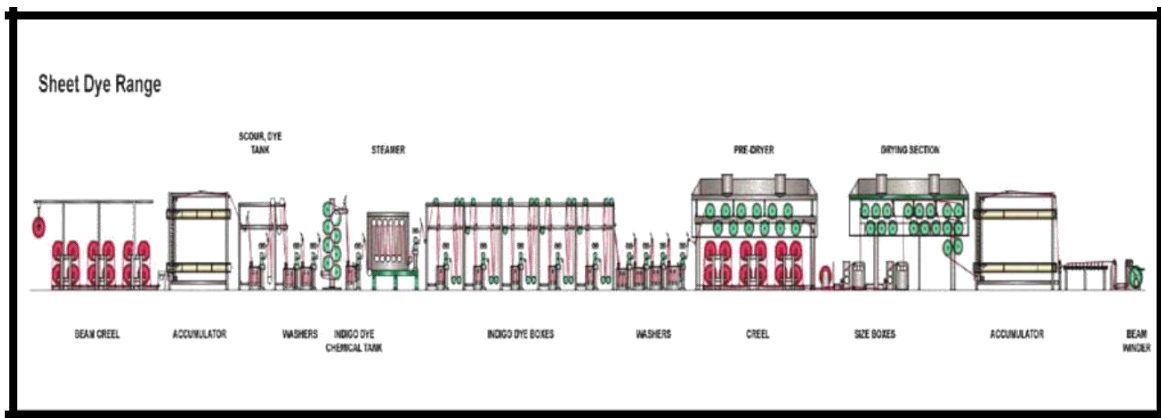 Sheet Dye Range
SCOUR, DYE
TANK
STEAMER
PRE-DRYER
DRYING SECTION
BEAM CREEL
ACCUMULATOR
WASHERS
INDIGO DYE
CHEMICAL TANK
INDIGO DYE BOXES
WASHERS
CREEL
SIZE BOXES
ACCUMULATOR
BEAM
WINDER